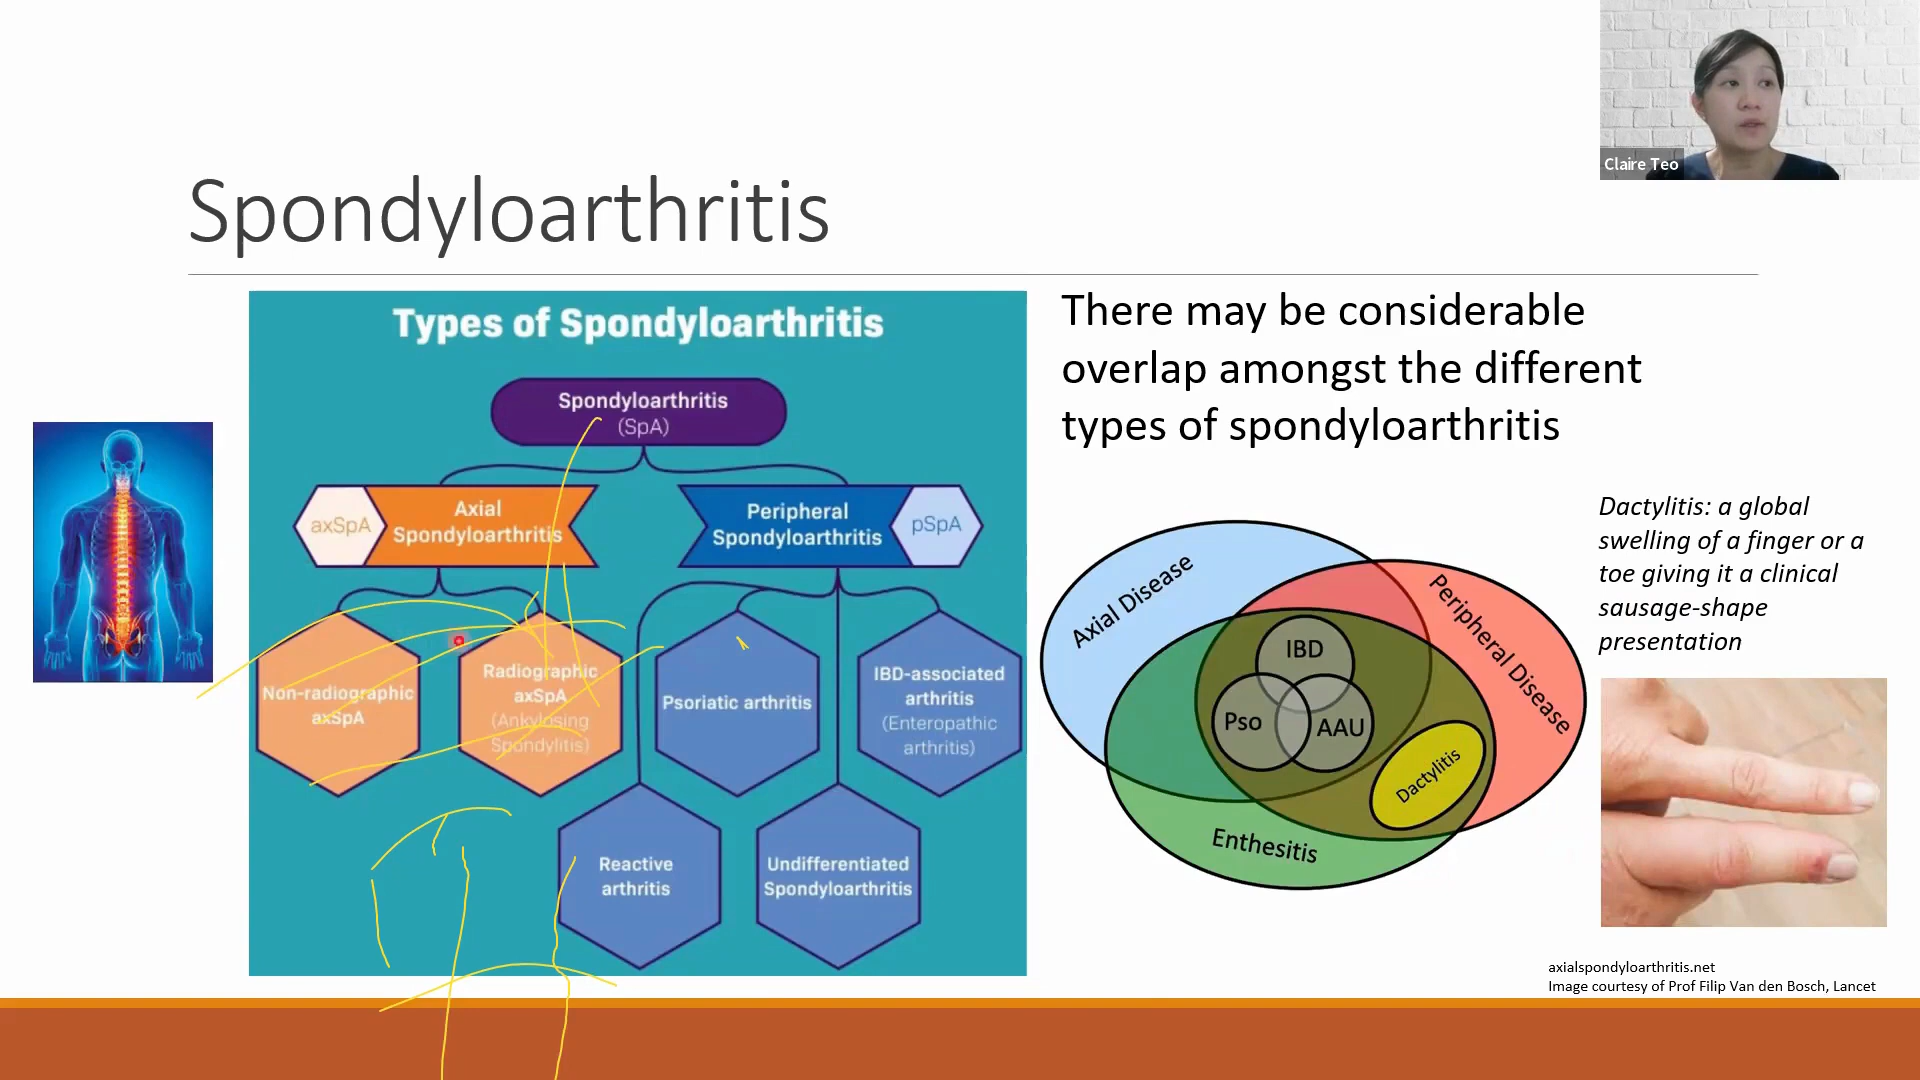 Claire Teo
Spondyloarthritis
Types of Spondyloarthritis
Spondyloarthritis
(SpA)
axSpA
Axial
Spondyloarthritis
Peripheral
Spondyloarthritis
pSpA
Non-radiographic
axSpA
Radiographic
axSpA
(Ankylosing
Spondylitis)
Psoriatic arthritis
IBD-associated
arthritis
(Enteropathic
arthritis)
Reactive
arthritis
Undifferentiated
Spondyloarthritis
There may be considerable
overlap amongst the different
types of spondyloarthritis
Axial Disease
Peripheral Disease
IBD
Pso
AAU
Dactylitis
Enthesitis
Dactylitis: a global
swelling of a finger or a
toe giving it a clinical
sausage-shape
presentation
axialspondyloarthritis.net
Image courtesy of Prof Filip Van den Bosch, Lancet